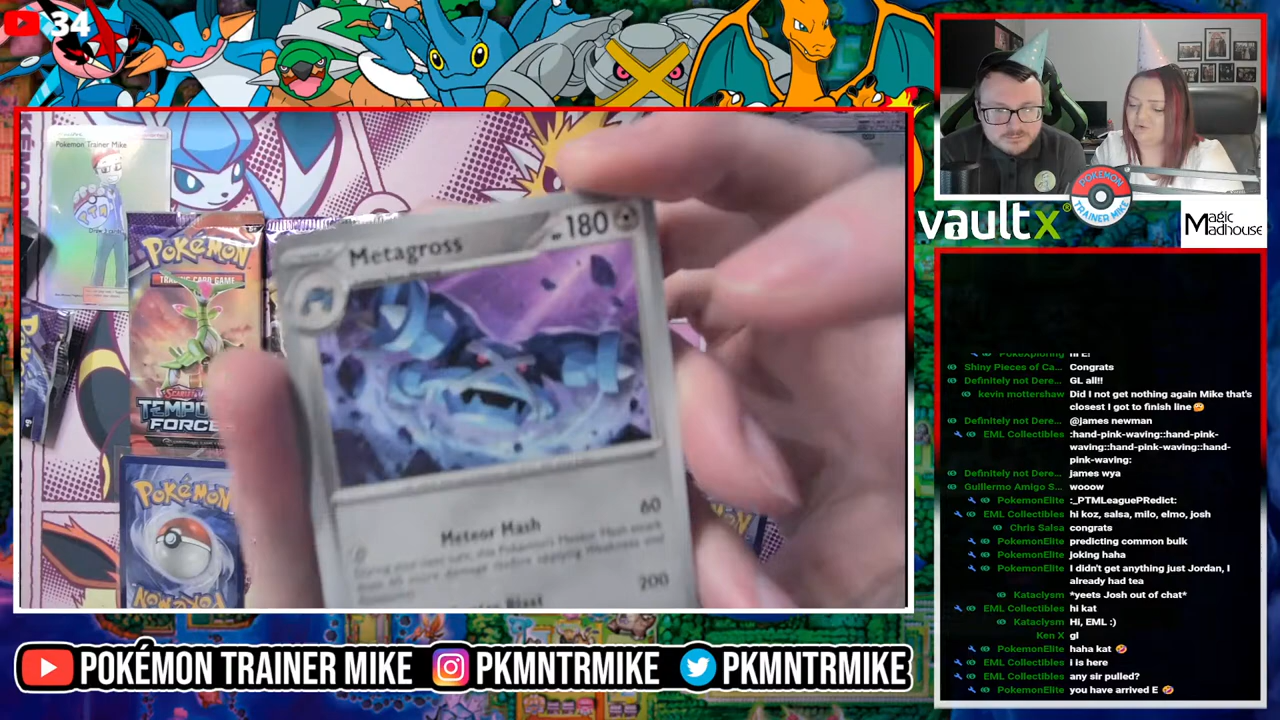 34
Pokémon Trainer Mike
POKÉMON
TRADING CARD GAME
SCARLET
TEMPO
FORCE
Metagross
HP 180
Meteor Mash
60
200
POKÉMON
POKEMON
TRAINER MIKE
vaultx®
Magic
Madhouse
PokeXploring hi E!
Shiny Pieces of Ca... Congrats
Definitely not Dere... GL all!!
kevin mottershaw Did I not get nothing again Mike that's
closest I got to finish line🤕
Definitely not Dere... @james newman
EML Collectibles :hand-pink-waving::hand-pink-
waving::hand-pink-waving::hand-
pink-waving:
Definitely not Dere... james wya
Guillermo Amigo S... wooow
PokemonElite :_PTMLeaguePRedict:
EML Collectibles hi koz, salsa, milo, elmo, josh
Chris Salsa congrats
PokemonElite predicting common bulk
PokemonElite joking haha
PokemonElite I didn't get anything just Jordan, I
already had tea
Kataclysm *yeets Josh out of chat*
EML Collectibles hi kat
Kataclysm Hi, EML :)
Ken X gl
PokemonElite haha kat 🤣
EML Collectibles i is here
EML Collectibles any sir pulled?
PokemonElite you have arrived E 🤣
POKÉMON TRAINER MIKE PKMNTRMIKE PKMNTRMIKE